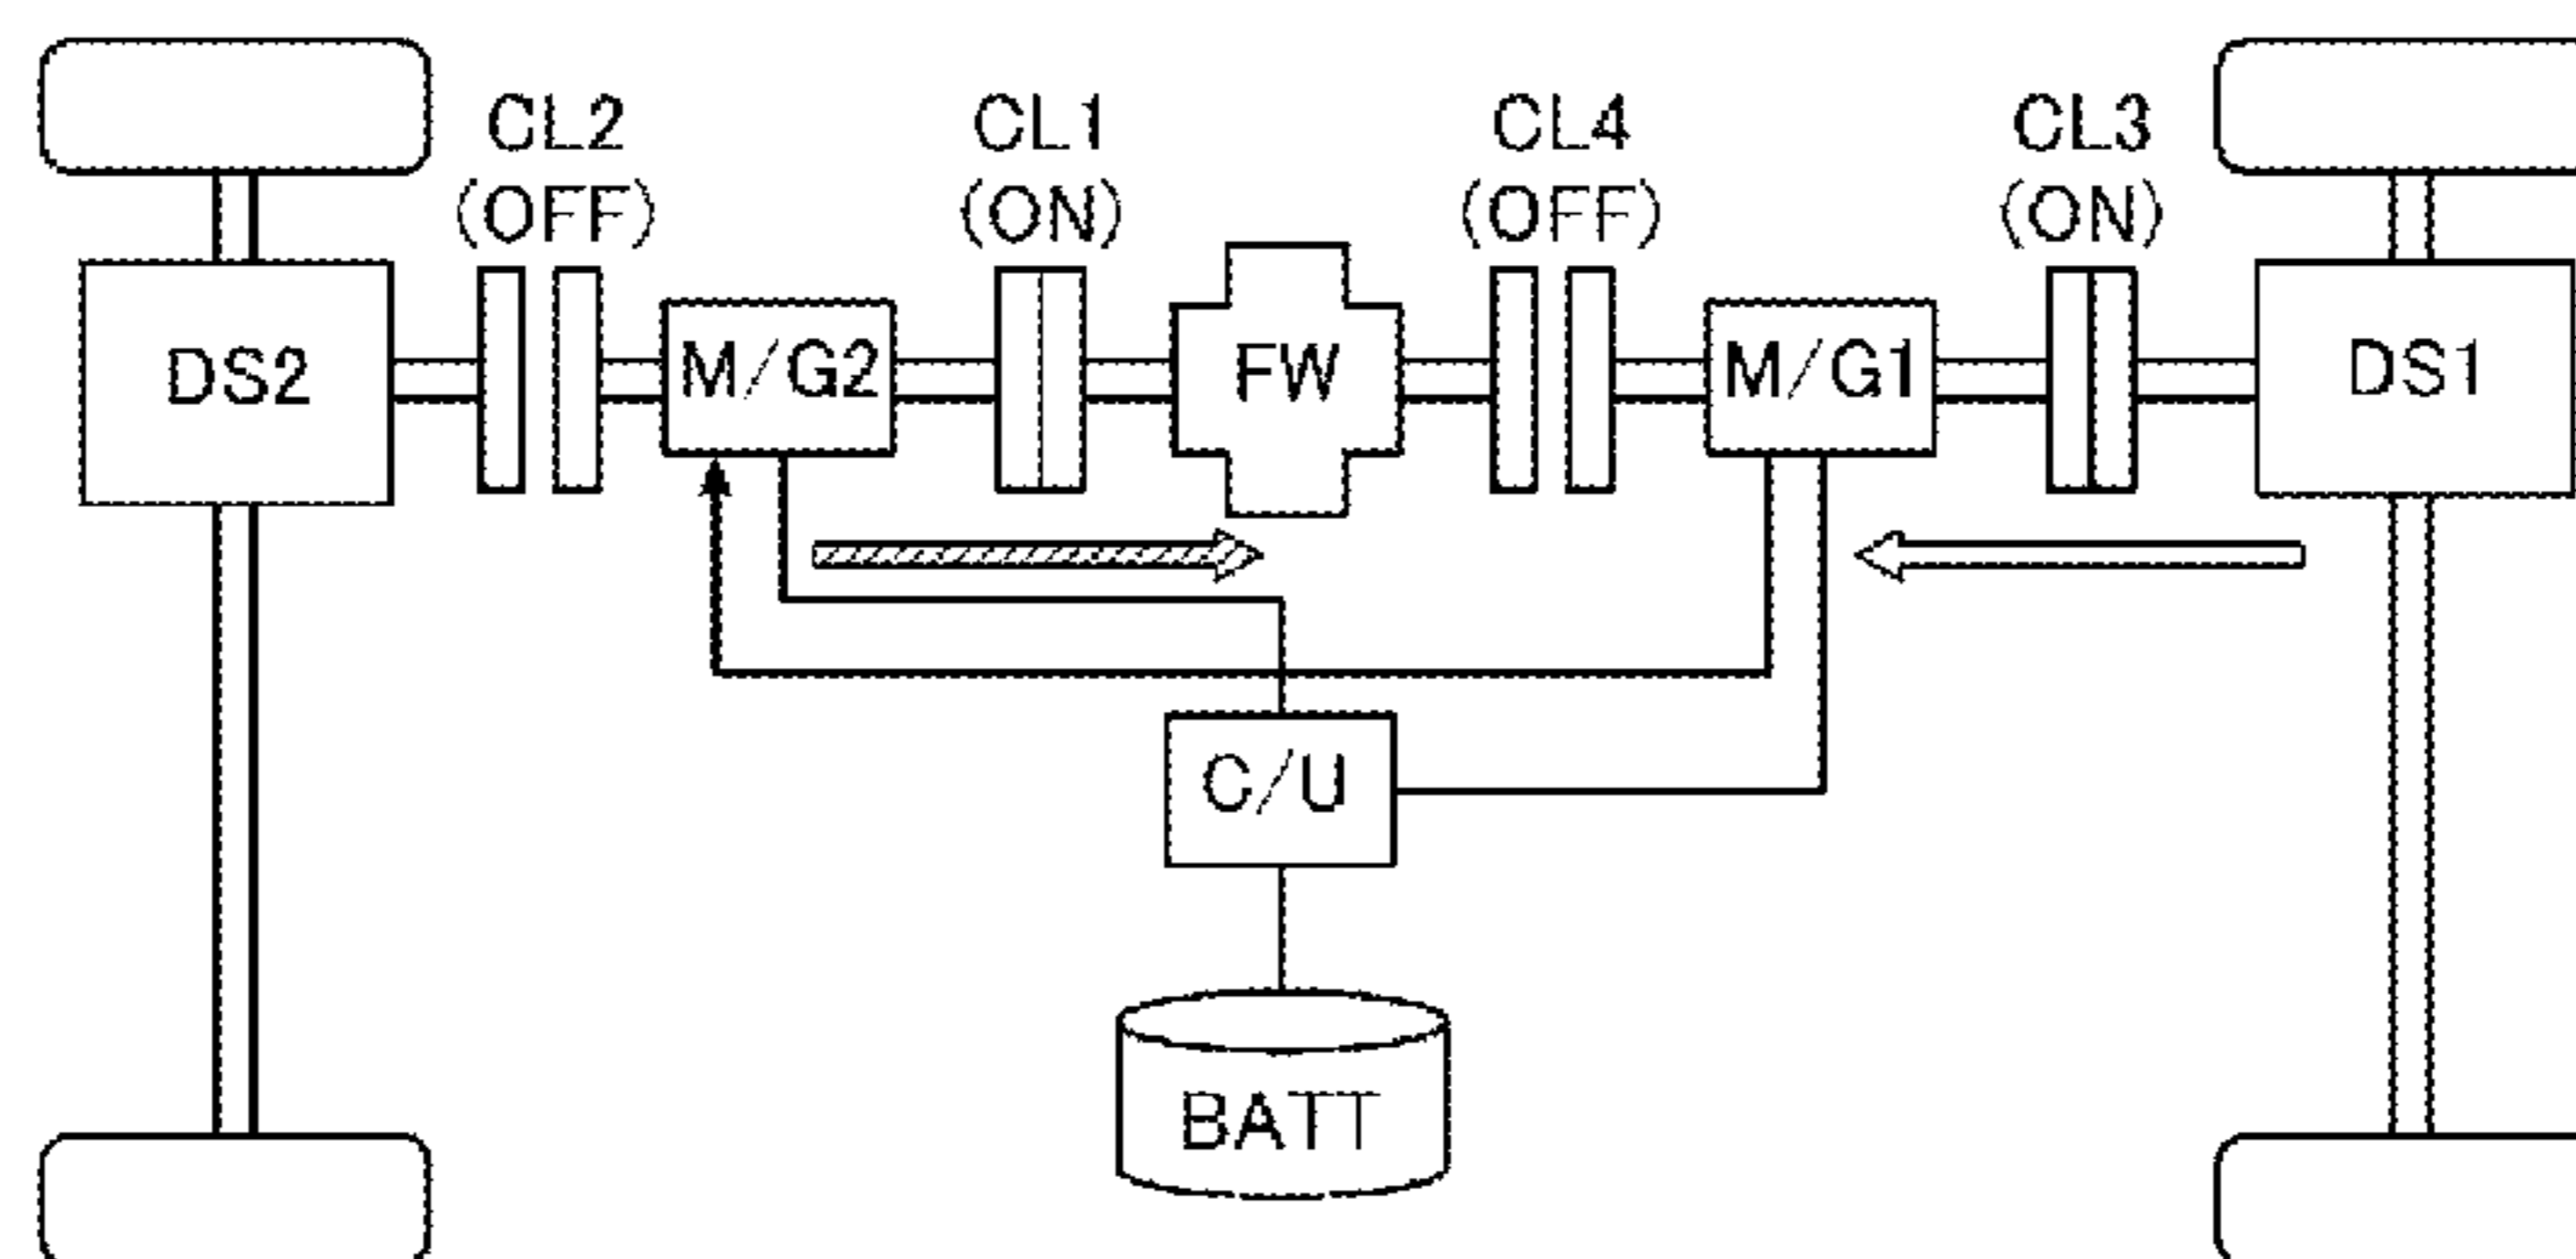 CL2
(OFF)
CL1
(ON)
CL4
(OFF)
CL3
(ON)
DS2
M/G2
FW
M/G1
DS1
C/U
BATT